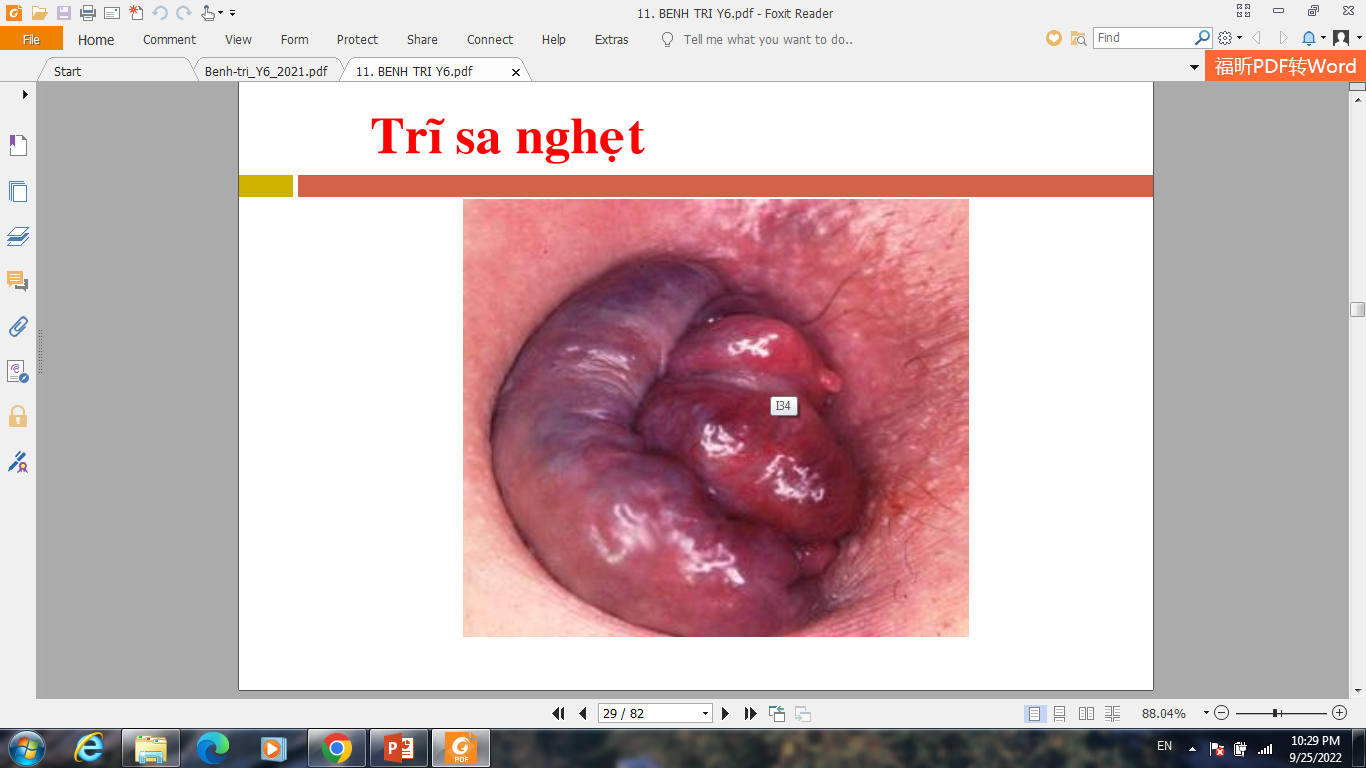 11. BENH TRI Y6.pdf - Foxit Reader
File Home Comment View Form Protect Share Connect Help Extras Tell me what you want to do.. Find
Start Benh-tri_Y6_2021.pdf 11. BENH TRI Y6.pdf 福昕PDF转Word
Trĩ sa nghẹt
I34
29 / 82 88.04%
EN 10:29 PM
9/25/2022
PDF